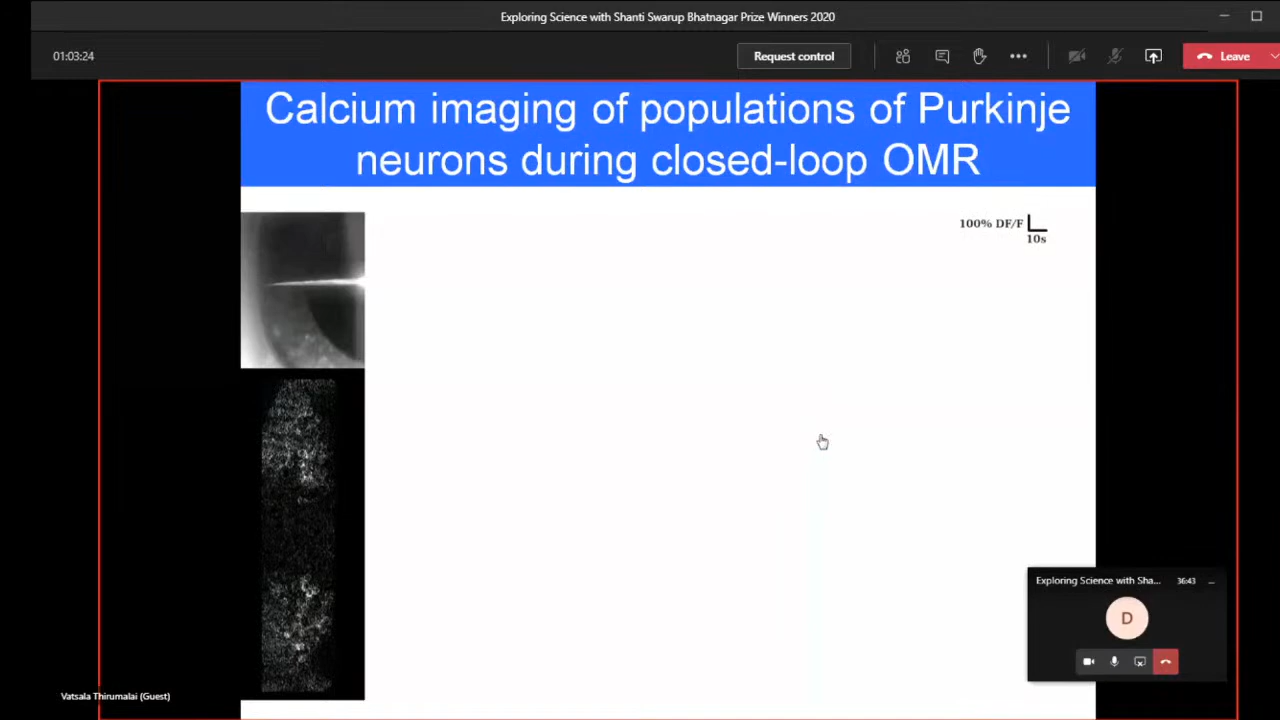 Exploring Science with Shanti Swarup Bhatnagar Prize Winners 2020
01:03:24
Request control
Leave
Calcium imaging of populations of Purkinje
neurons during closed-loop OMR
100% DF/F
10s
Exploring Science with Sha...
36:43
D
Vatsala Thirumalai (Guest)